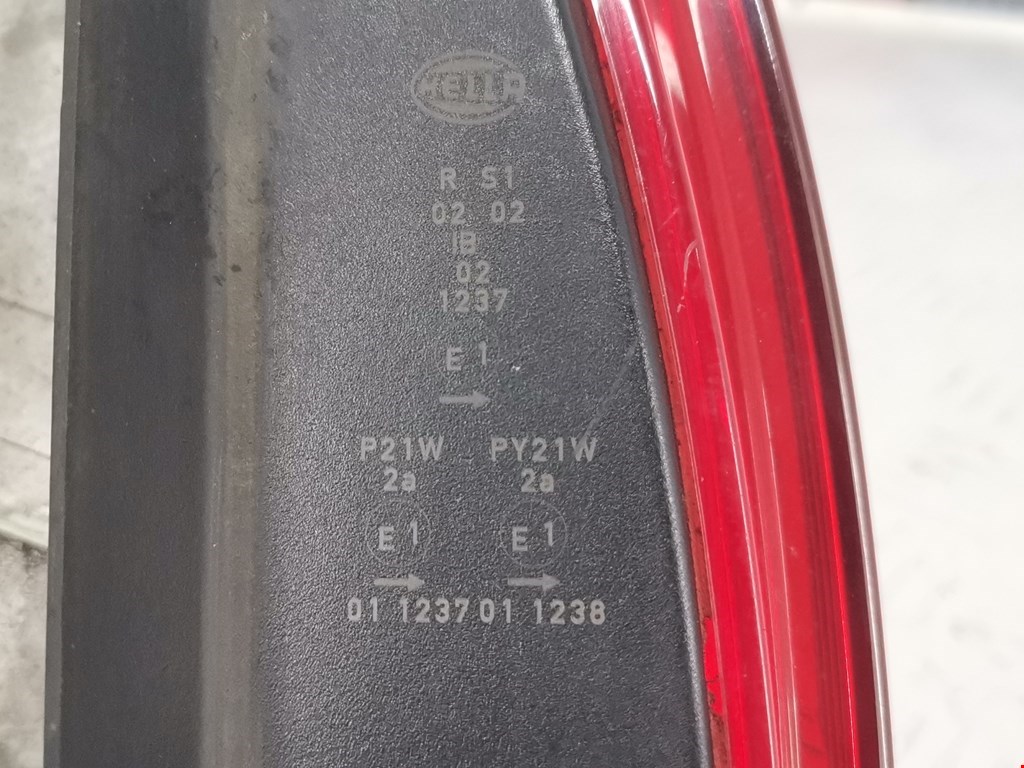 HELLA
R S1
02 02
IB
02
1237
E1
→
P21W PY21W
2a 2a
E1 E1
→ →
01 1237 01 1238